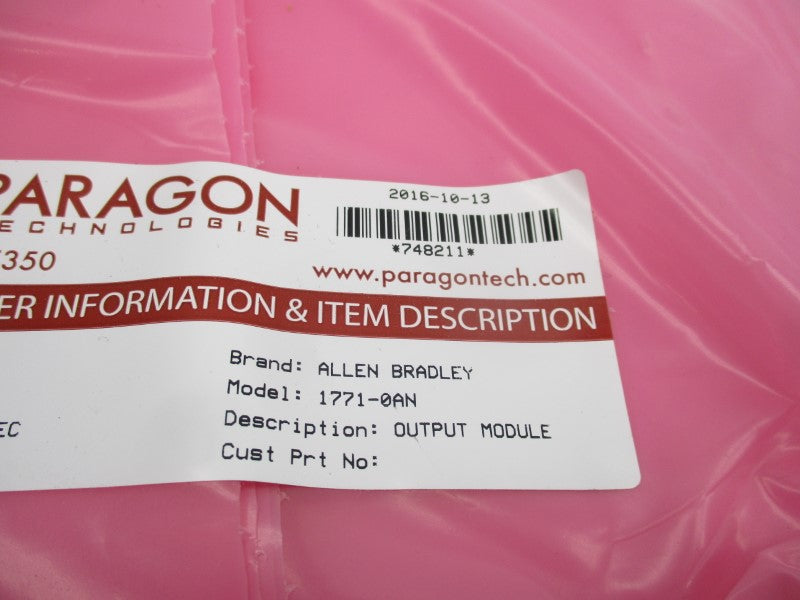 PARAGON
TECHNOLOGIES
2016-10-13
*748211*
350
www.paragontech.com
ER INFORMATION & ITEM DESCRIPTION
Brand: ALLEN BRADLEY
Model: 1771-0AN
Description: OUTPUT MODULE
EC
Cust Prt No: